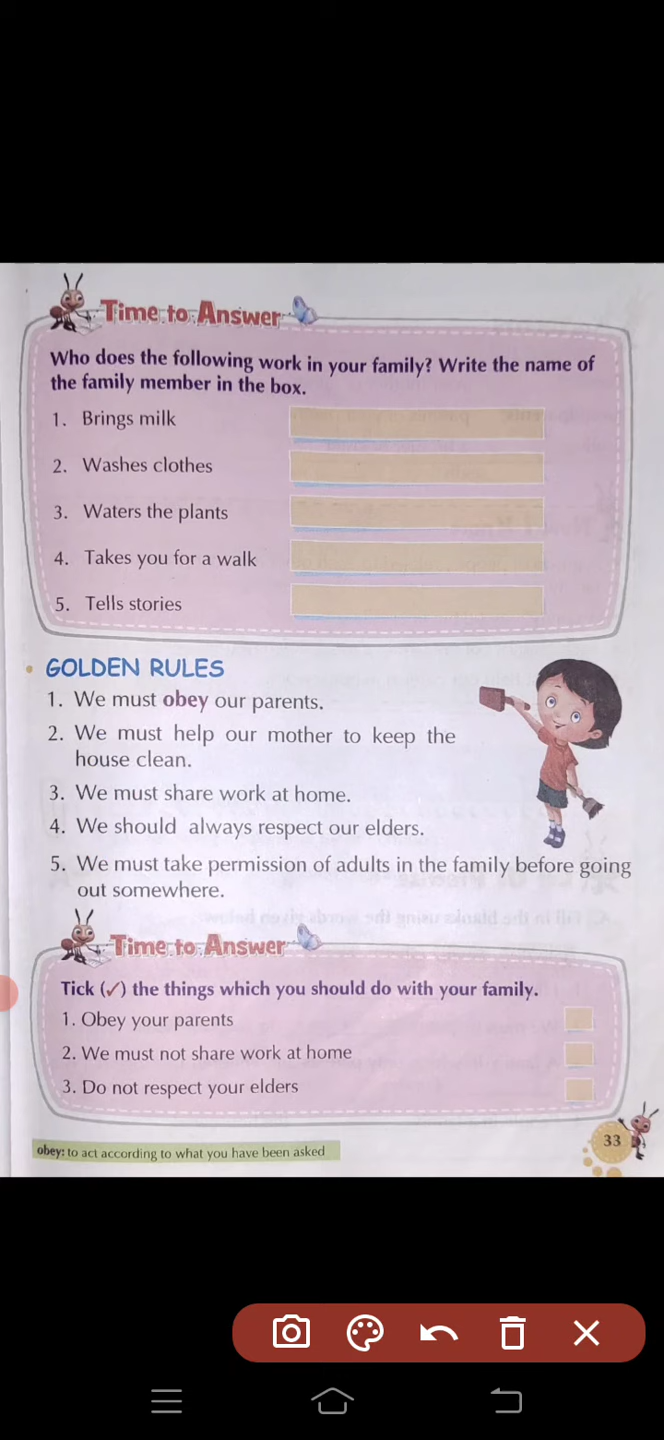 Time to Answer
Who does the following work in your family? Write the name of
the family member in the box.
1. Brings milk
2. Washes clothes
3. Waters the plants
4. Takes you for a walk
5. Tells stories
GOLDEN RULES
1. We must obey our parents.
2. We must help our mother to keep the
house clean.
3. We must share work at home.
4. We should always respect our elders.
5. We must take permission of adults in the family before going
out somewhere.
Time to Answer
Tick (✓) the things which you should do with your family.
1. Obey your parents
2. We must not share work at home
3. Do not respect your elders
obey: to act according to what you have been asked
33